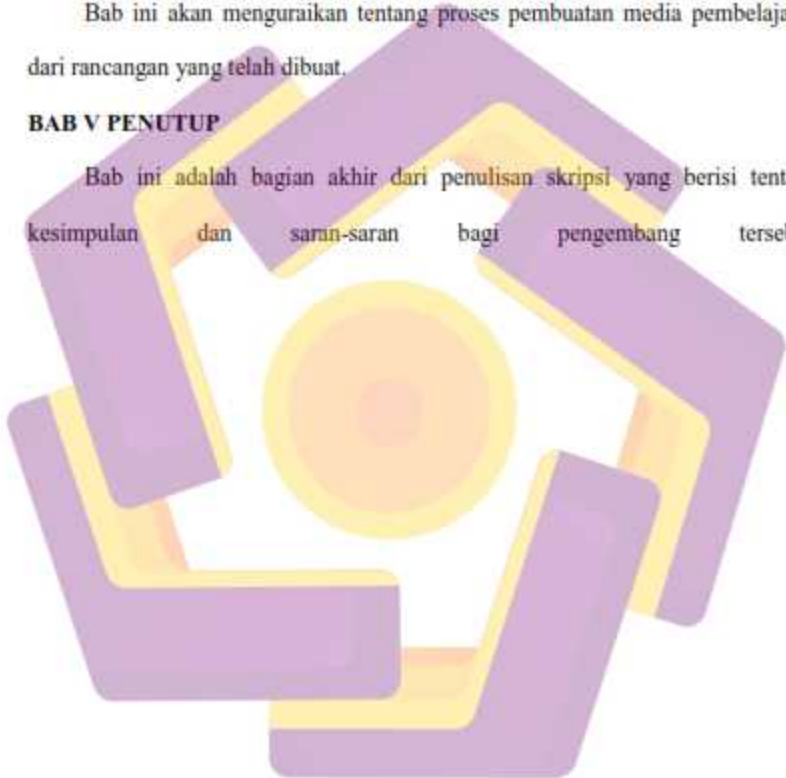 Bab ini akan menguraikan tentang proses pembuatan media pembelaja
dari rancangan yang telah dibuat.
BAB V PENUTUP
Bab ini adalah bagian akhir dari penulisan skripsi yang berisi tent
kesimpulan dan saran-saran bagi pengembang terse